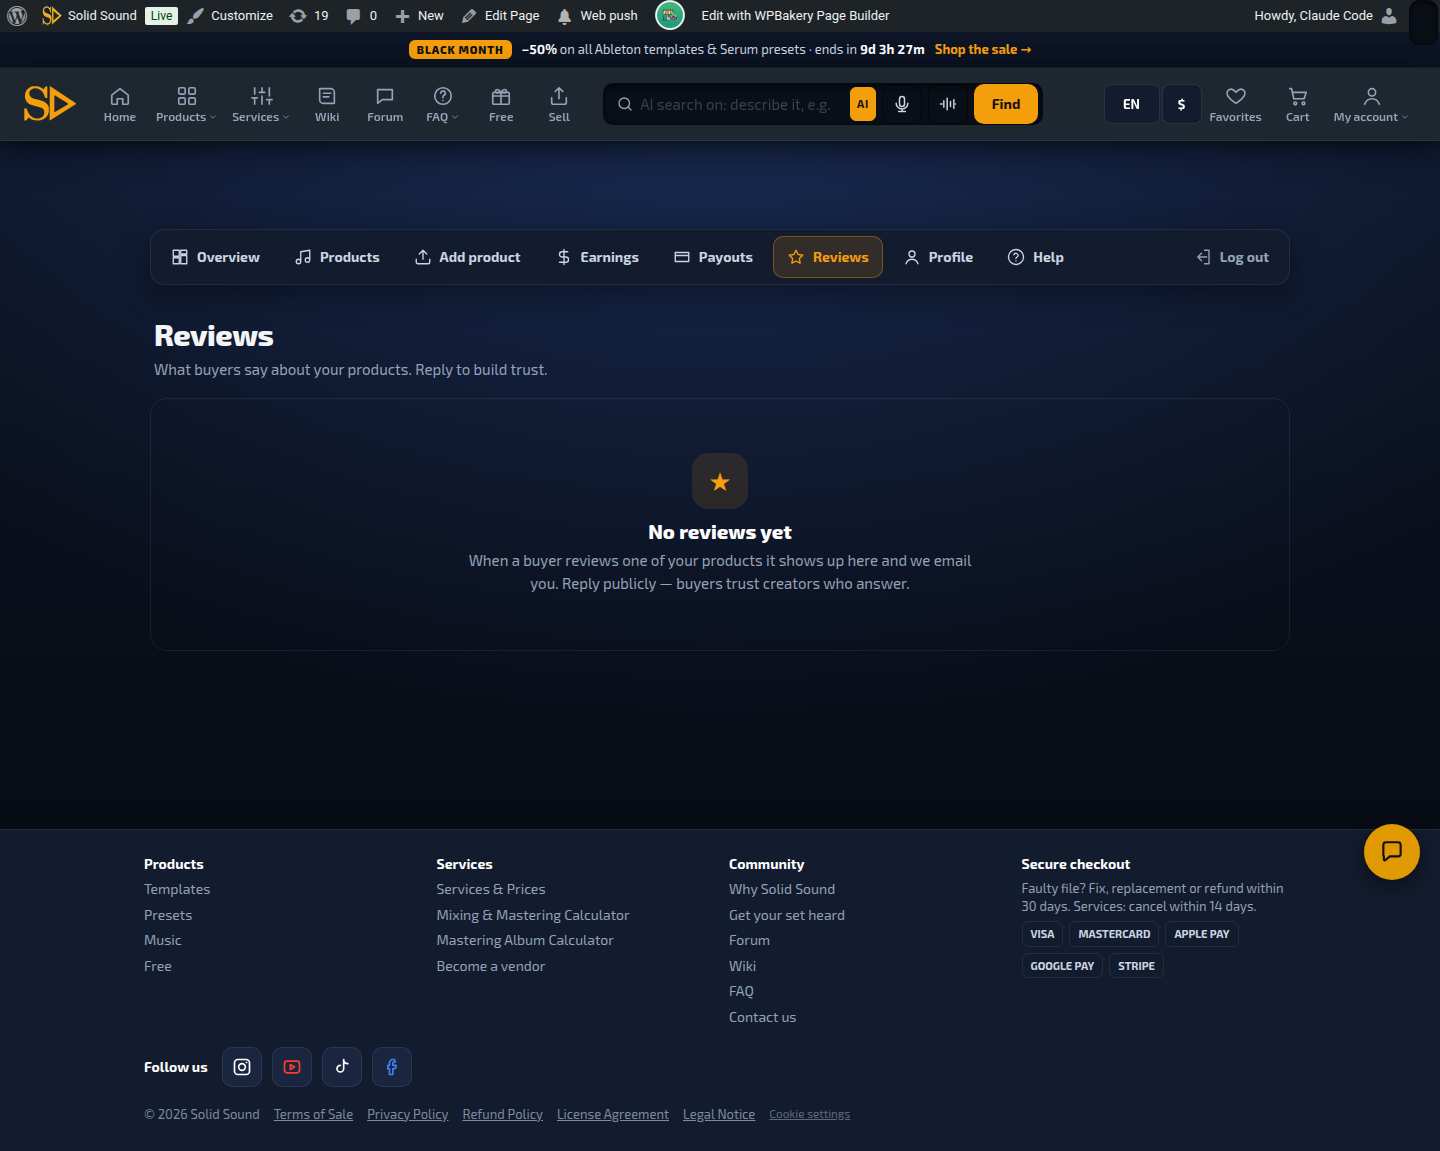 Solid Sound Live Customize 19 0 New Edit Page Web push Edit with WPBakery Page Builder Howdy, Claude Code
BLACK MONTH −50% on all Ableton templates & Serum presets · ends in 9d 3h 27m Shop the sale →
SD Home Products Services Wiki Forum FAQ Free Sell AI search on: describe it, e.g. AI Find EN $ Favorites Cart My account
Overview Products Add product Earnings Payouts Reviews Profile Help Log out
Reviews
What buyers say about your products. Reply to build trust.
No reviews yet
When a buyer reviews one of your products it shows up here and we email
you. Reply publicly — buyers trust creators who answer.
Products
Templates
Presets
Music
Free
Services
Services & Prices
Mixing & Mastering Calculator
Mastering Album Calculator
Become a vendor
Community
Why Solid Sound
Get your set heard
Forum
Wiki
FAQ
Contact us
Secure checkout
Faulty file? Fix, replacement or refund within
30 days. Services: cancel within 14 days.
VISA MASTERCARD APPLE PAY
GOOGLE PAY STRIPE
Follow us
© 2026 Solid Sound Terms of Sale Privacy Policy Refund Policy License Agreement Legal Notice Cookie settings